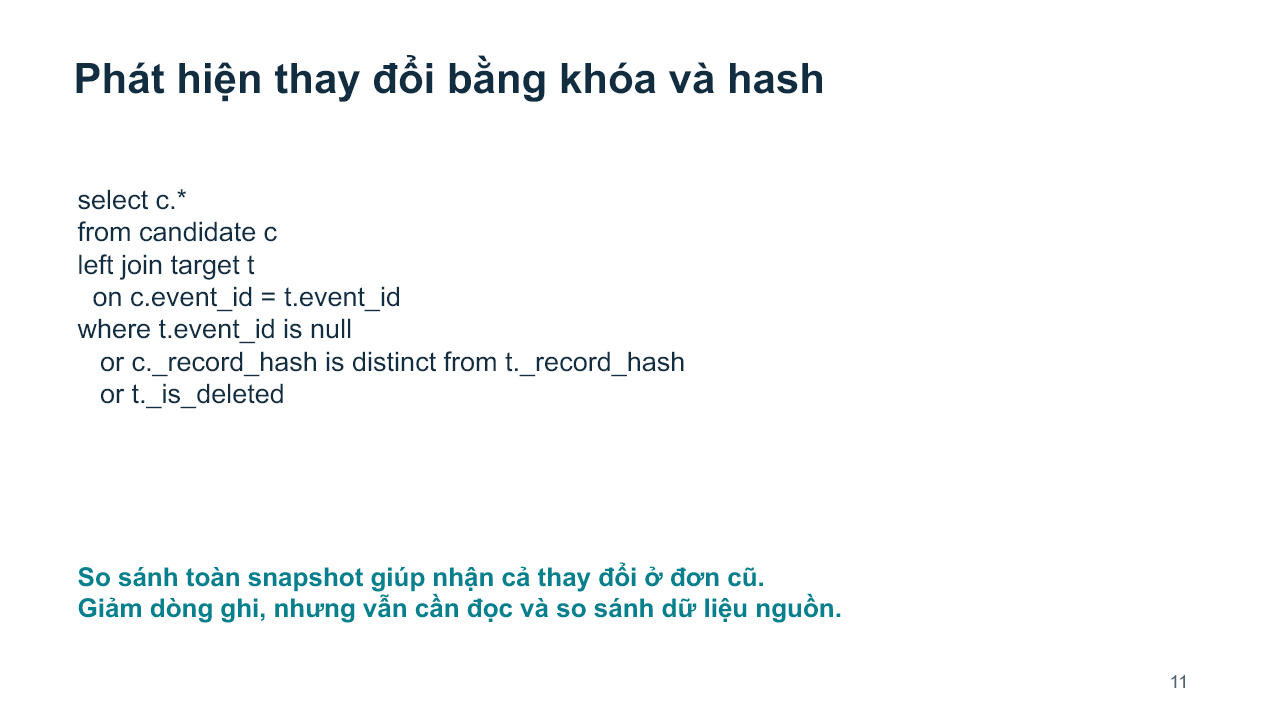 Phát hiện thay đổi bằng khóa và hash
select c.*
from candidate c
left join target t
  on c.event_id = t.event_id
where t.event_id is null
   or c._record_hash is distinct from t._record_hash
   or t._is_deleted
So sánh toàn snapshot giúp nhận cả thay đổi ở đơn cũ.
Giảm dòng ghi, nhưng vẫn cần đọc và so sánh dữ liệu nguồn.
11